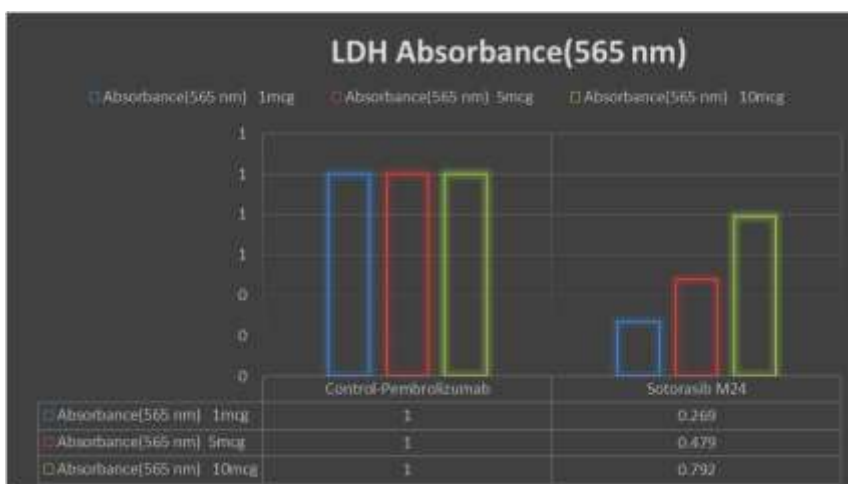 LDH Absorbance(565 nm)
Absorbance(565 nm) 1mcg Absorbance(565 nm) 5mcg Absorbance(565 nm) 10mcg
1
1
1
1
0
0
0
Control-Pembrolizumab Sotorasib M24
Absorbance(565 nm) 1mcg 1 0.269
Absorbance(565 nm) 5mcg 1 0.479
Absorbance(565 nm) 10mcg 1 0.792